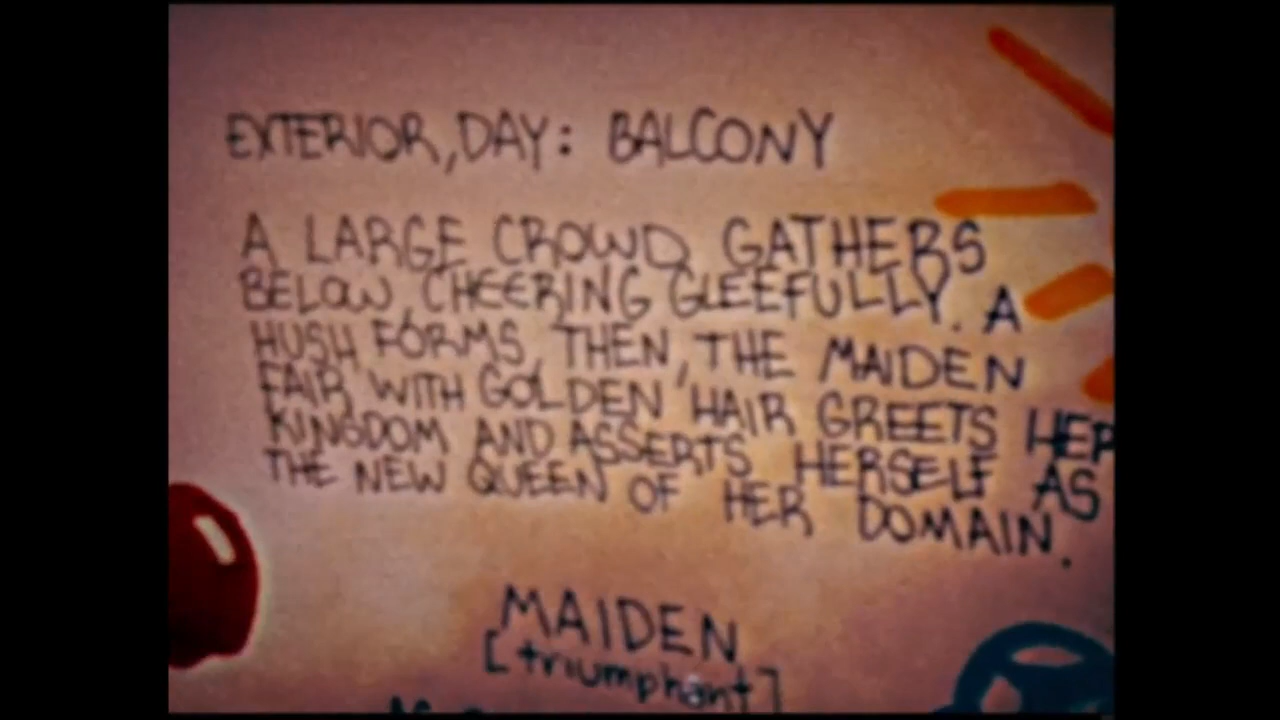 EXTERIOR, DAY: BALCONY
A LARGE CROWD GATHERS
BELOW, CHEERING GLEEFULLY. A
HUSH FORMS, THEN, THE MAIDEN
FAIR, WITH GOLDEN HAIR GREETS HER
KINGDOM AND ASSERTS HERSELF AS
THE NEW QUEEN OF HER DOMAIN.
MAIDEN
[triumphant]